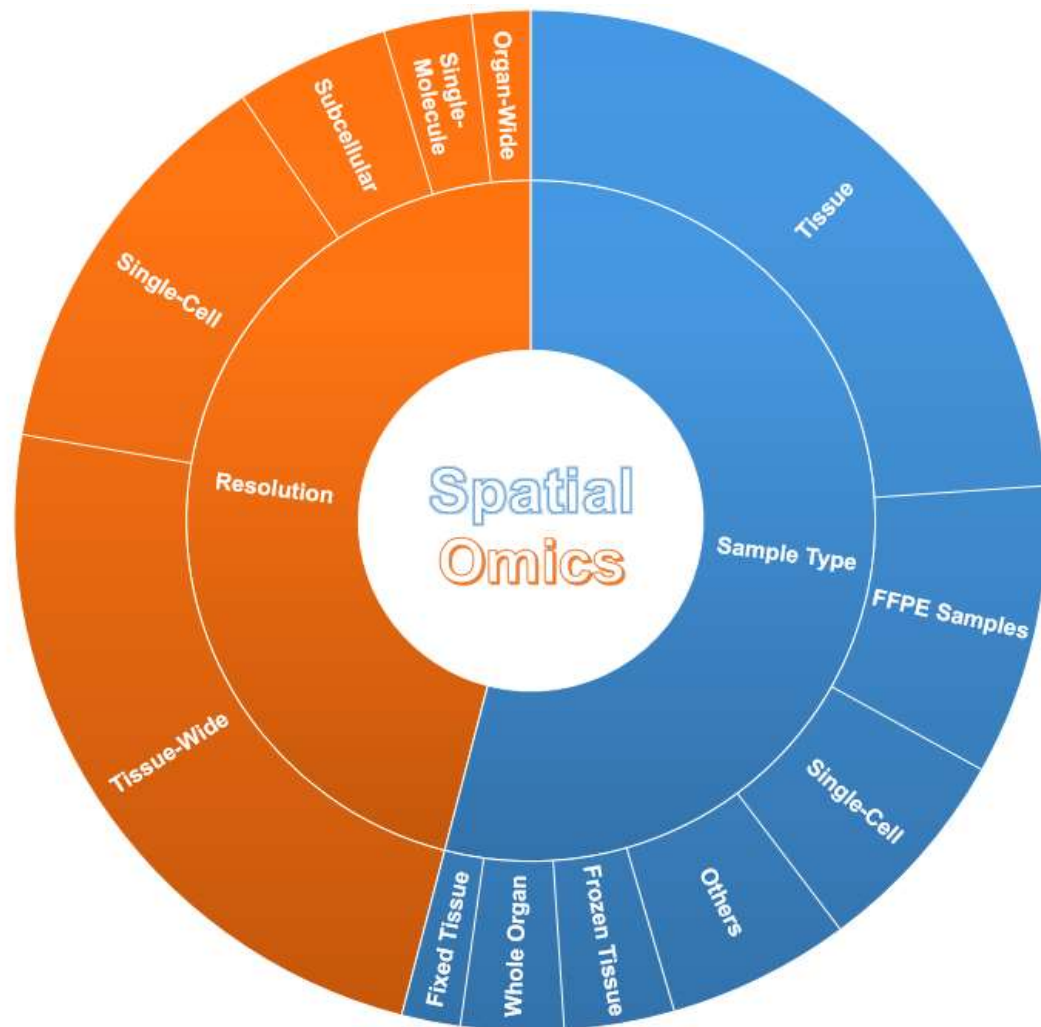 Spatial
Omics
Sample Type
Tissue
FFPE Samples
Single-Cell
Others
Frozen Tissue
Whole Organ
Fixed Tissue
Resolution
Tissue-Wide
Single-Cell
Subcellular
Single-
Molecule
Organ-Wide